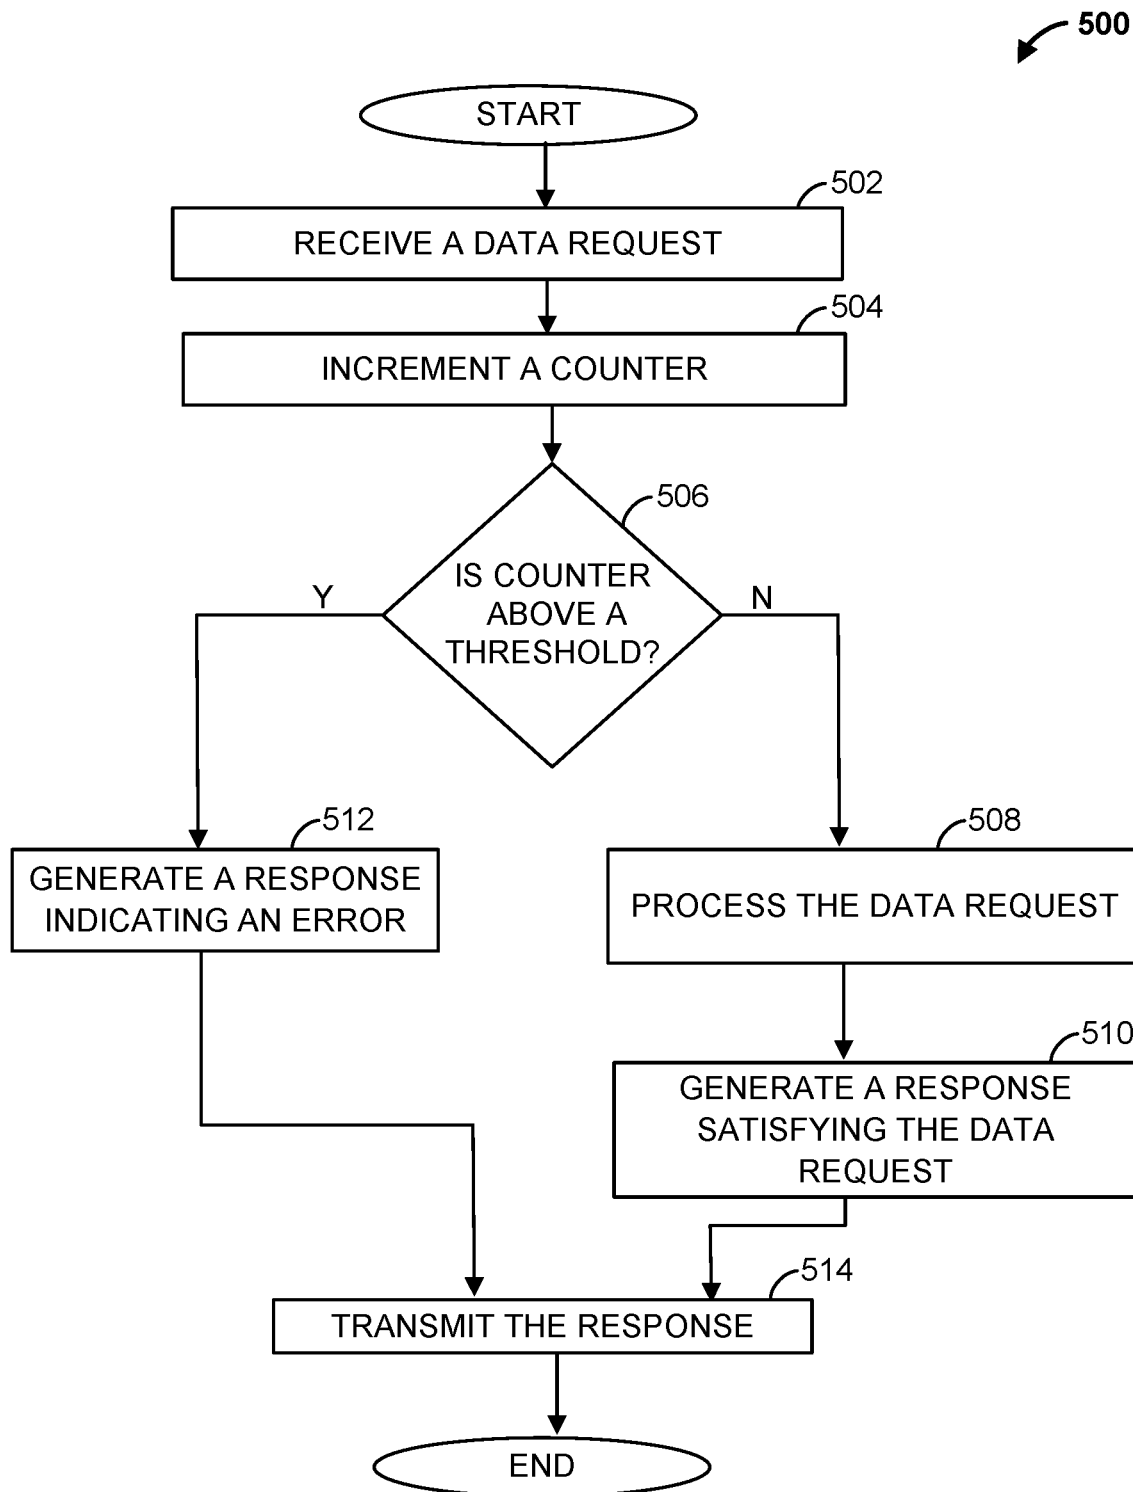 500
START
502
RECEIVE A DATA REQUEST
504
INCREMENT A COUNTER
506
IS COUNTER
ABOVE A
THRESHOLD?
Y
N
512
GENERATE A RESPONSE
INDICATING AN ERROR
508
PROCESS THE DATA REQUEST
510
GENERATE A RESPONSE
SATISFYING THE DATA
REQUEST
514
TRANSMIT THE RESPONSE
END